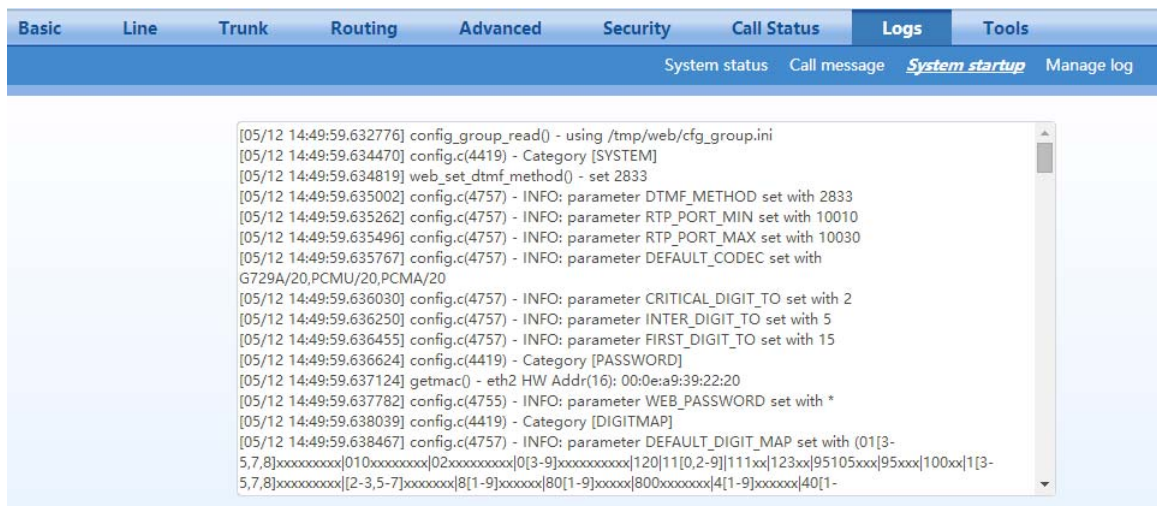 Basic Line Trunk Routing Advanced Security Call Status Logs Tools
System status Call message System startup Manage log
[05/12 14:49:59.632776] config_group_read() - using /tmp/web/cfg_group.ini
[05/12 14:49:59.634470] config.c(4419) - Category [SYSTEM]
[05/12 14:49:59.634819] web_set_dtmf_method() - set 2833
[05/12 14:49:59.635002] config.c(4757) - INFO: parameter DTMF_METHOD set with 2833
[05/12 14:49:59.635262] config.c(4757) - INFO: parameter RTP_PORT_MIN set with 10010
[05/12 14:49:59.635496] config.c(4757) - INFO: parameter RTP_PORT_MAX set with 10030
[05/12 14:49:59.635767] config.c(4757) - INFO: parameter DEFAULT_CODEC set with
G729A/20,PCMU/20,PCMA/20
[05/12 14:49:59.636030] config.c(4757) - INFO: parameter CRITICAL_DIGIT_TO set with 2
[05/12 14:49:59.636250] config.c(4757) - INFO: parameter INTER_DIGIT_TO set with 5
[05/12 14:49:59.636455] config.c(4757) - INFO: parameter FIRST_DIGIT_TO set with 15
[05/12 14:49:59.636624] config.c(4419) - Category [PASSWORD]
[05/12 14:49:59.637124] getmac() - eth2 HW Addr(16): 00:0e:a9:39:22:20
[05/12 14:49:59.637782] config.c(4755) - INFO: parameter WEB_PASSWORD set with *
[05/12 14:49:59.638039] config.c(4419) - Category [DIGITMAP]
[05/12 14:49:59.638467] config.c(4757) - INFO: parameter DEFAULT_DIGIT_MAP set with (01[3-
5,7,8]xxxxxxxxx|010xxxxxxxx|02xxxxxxxxx|0[3-9]xxxxxxxxxx|120|11[0,2-9]|111xx|123xx|95105xxx|95xxx|100xx|1[3-
5,7,8]xxxxxxxxx|[2-3,5-7]xxxxxxx|8[1-9]xxxxxx|80[1-9]xxxxx|800xxxxxxx|4[1-9]xxxxxx|40[1-